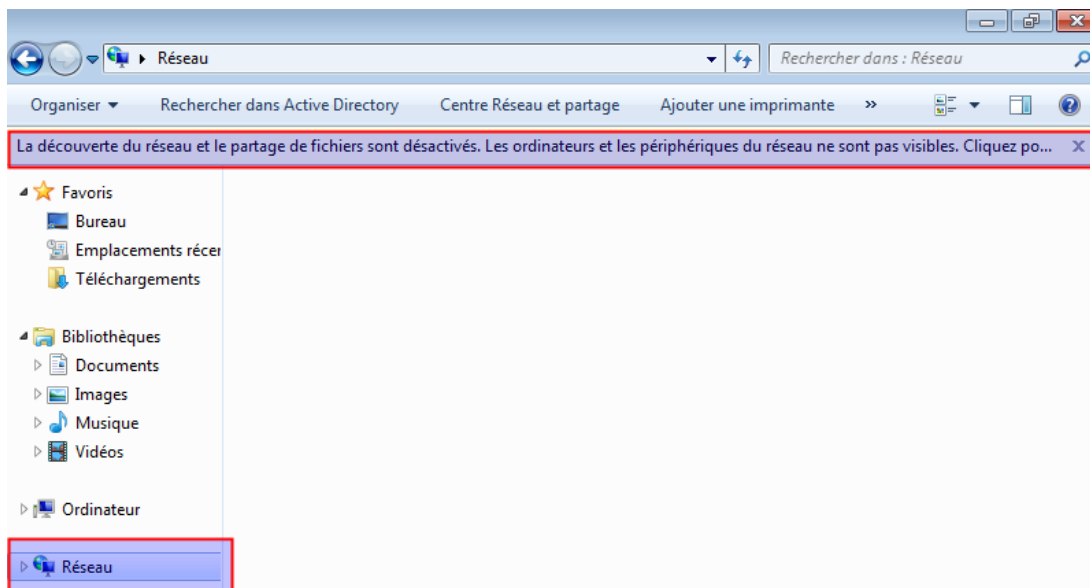 Réseau
Rechercher dans : Réseau
Organiser Rechercher dans Active Directory Centre Réseau et partage Ajouter une imprimante »
La découverte du réseau et le partage de fichiers sont désactivés. Les ordinateurs et les périphériques du réseau ne sont pas visibles. Cliquez po...
Favoris
Bureau
Emplacements récer
Téléchargements
Bibliothèques
Documents
Images
Musique
Vidéos
Ordinateur
Réseau